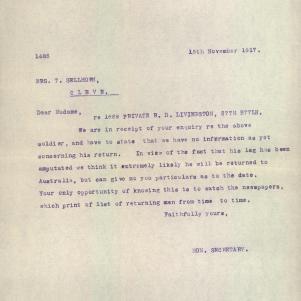 1485 15th November 1917.
MRS. T. SELLHORN,
CLEVE.
Dear Madame,
re less PRIVATE R. D. LIVINGSTON, 27TH BTTLN.
We are in receipt of your enquiry re the above
soldier, and have to state that we have no information as yet
concerning his return. In view of the fact that his leg has been
amputated we think it extremely likely he will be returned to
Australia, but can give no you particulars as to the date.
Your only opportunity of knowing this is to watch the newspapers,
which print of list of returning men from time to time.
Faithfully yours,
HON. SECRETARY.